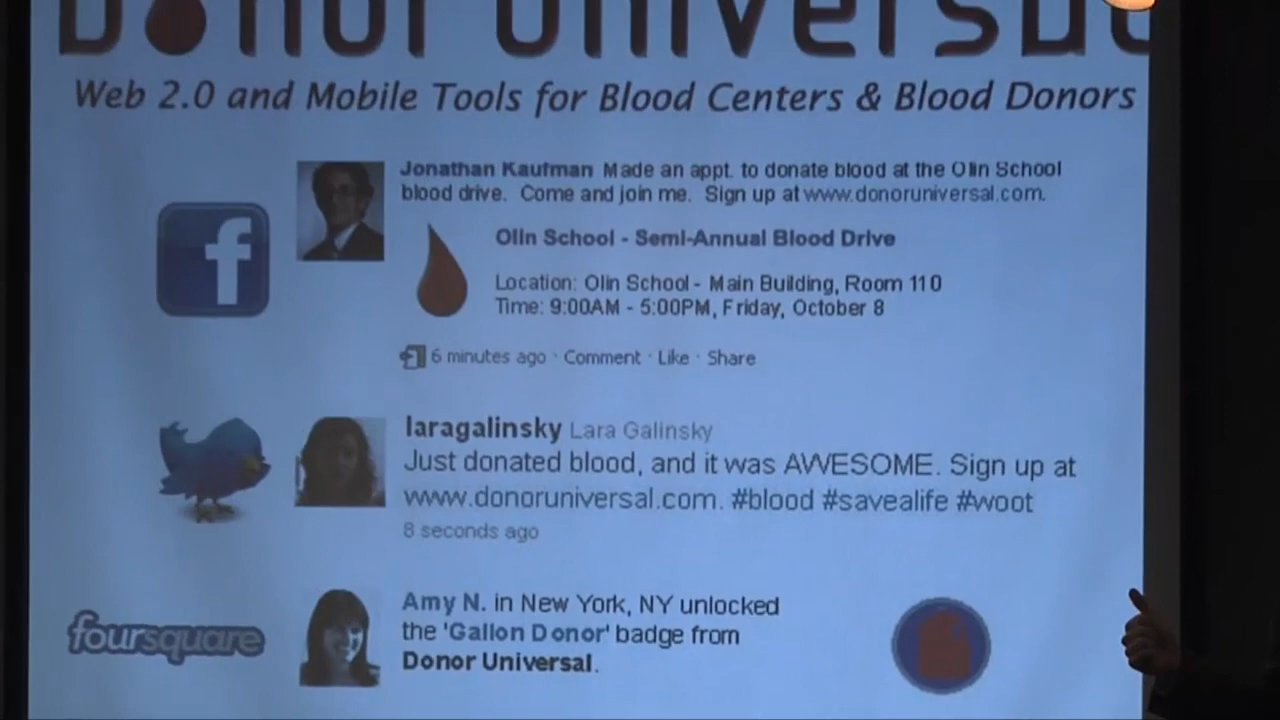 Donor Universal
Web 2.0 and Mobile Tools for Blood Centers & Blood Donors
Jonathan Kaufman Made an appt. to donate blood at the Olin School
blood drive. Come and join me. Sign up at www.donoruniversal.com.
f
Olin School - Semi-Annual Blood Drive
Location: Olin School - Main Building, Room 110
Time: 9:00AM - 5:00PM, Friday, October 8
6 minutes ago · Comment · Like · Share
laragalinsky Lara Galinsky
Just donated blood, and it was AWESOME. Sign up at
www.donoruniversal.com. #blood #savealife #woot
8 seconds ago
foursquare
Amy N. in New York, NY unlocked
the 'Gallon Donor' badge from
Donor Universal.